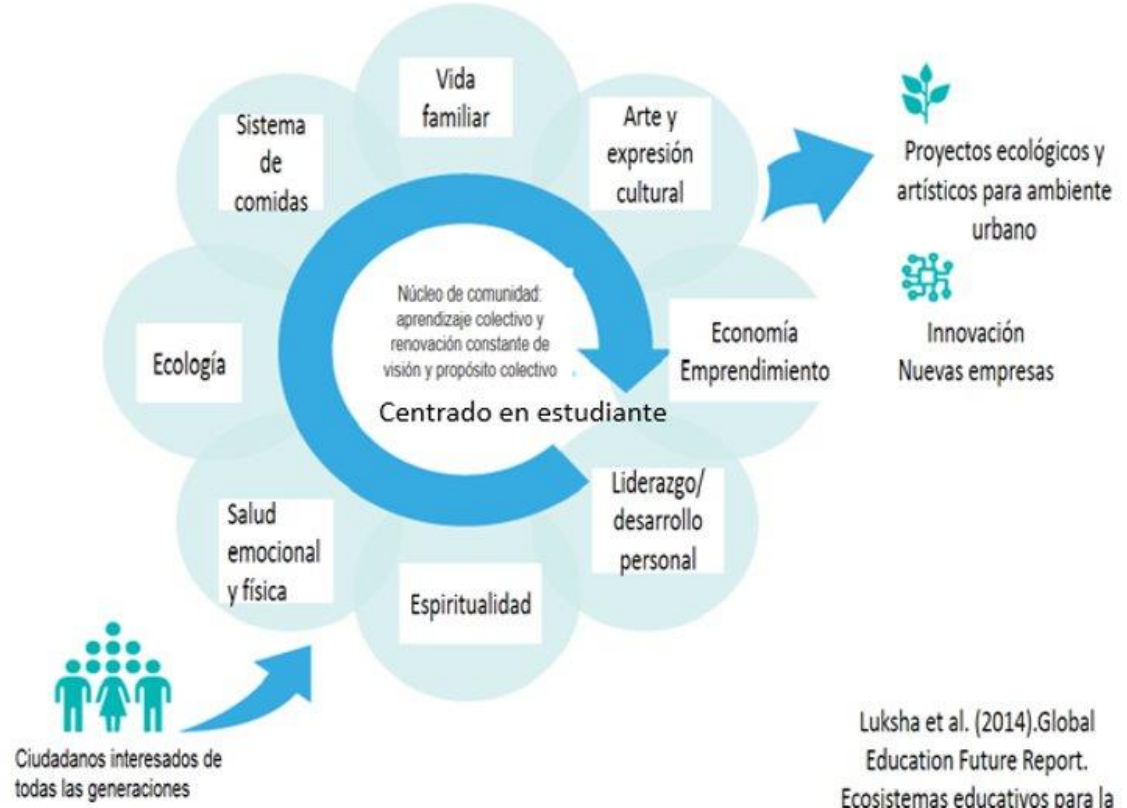 Vida
familiar
Arte y
expresión
cultural
Sistema
de
comidas
Proyectos ecológicos y
artísticos para ambiente
urbano
Núcleo de comunidad:
aprendizaje colectivo y
renovación constante de
visión y propósito colectivo
Centrado en estudiante
Ecología
Economía
Emprendimiento
Innovación
Nuevas empresas
Liderazgo/
desarrollo
personal
Salud
emocional
y física
Espiritualidad
Ciudadanos interesados de
todas las generaciones
Luksha et al. (2014).Global
Education Future Report.
Ecosistemas educativos para la